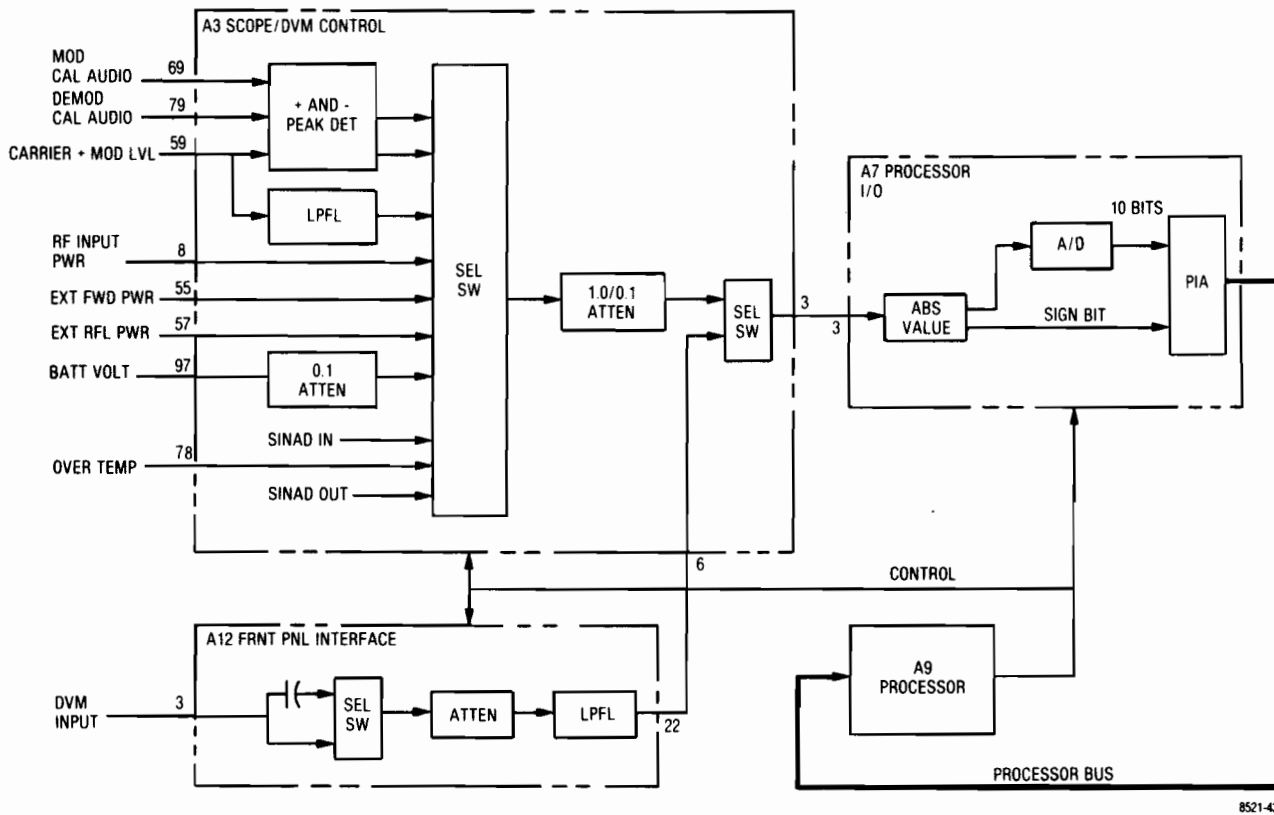 A3 SCOPE/DVM CONTROL
MOD
CAL AUDIO
69
DEMOD
CAL AUDIO
79
CARRIER + MOD LVL
59
+ AND -
PEAK DET
LPFL
RF INPUT
PWR
8
EXT FWD PWR
55
EXT RFL PWR
57
BATT VOLT
97
0.1
ATTEN
SINAD IN
OVER TEMP
78
SINAD OUT
SEL
SW
1.0/0.1
ATTEN
SEL
SW
3
3
6
A7 PROCESSOR
I/O
10 BITS
A/D
PIA
ABS
VALUE
SIGN BIT
CONTROL
A12 FRNT PNL INTERFACE
DVM
INPUT
3
SEL
SW
ATTEN
LPFL
22
A9
PROCESSOR
PROCESSOR BUS